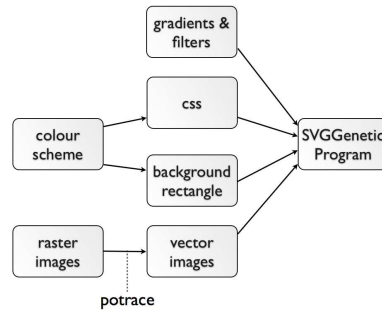 gradients &
filters
css
colour
scheme
SVGGenetic
Program
background
rectangle
raster
images
vector
images
potrace